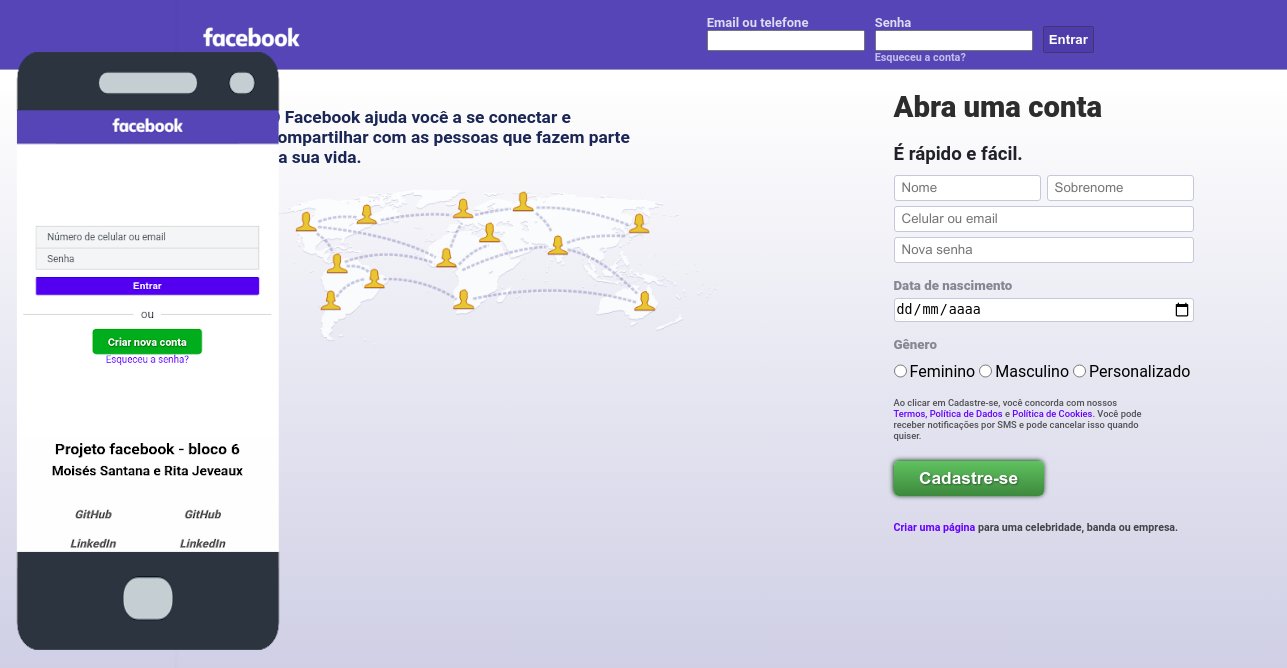 facebook
Email ou telefone
Senha
Entrar
Esqueceu a conta?
facebook
Número de celular ou email
Senha
Entrar
ou
Criar nova conta
Esqueceu a senha?
Projeto facebook - bloco 6
Moisés Santana e Rita Jeveaux
GitHub GitHub
LinkedIn LinkedIn
Facebook ajuda você a se conectar e
ompartilhar com as pessoas que fazem parte
a sua vida.
Abra uma conta
É rápido e fácil.
Nome Sobrenome
Celular ou email
Nova senha
Data de nascimento
dd/mm/aaaa
Gênero
Feminino Masculino Personalizado
Ao clicar em Cadastre-se, você concorda com nossos
Termos, Política de Dados e Política de Cookies. Você pode
receber notificações por SMS e pode cancelar isso quando
quiser.
Cadastre-se
Criar uma página para uma celebridade, banda ou empresa.